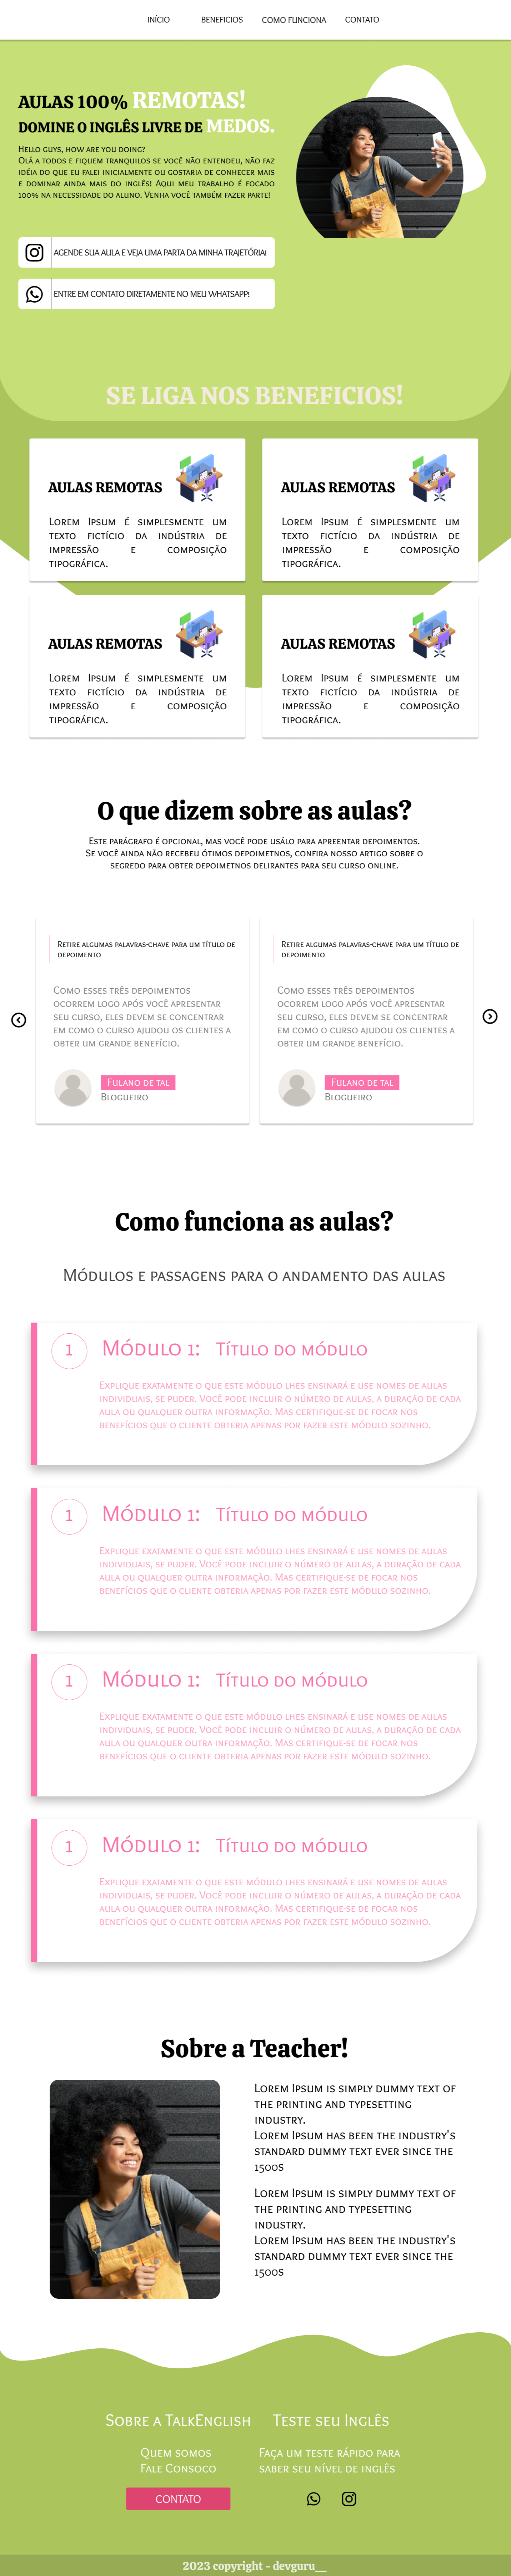 INÍCIO BENEFICIOS COMO FUNCIONA CONTATO
AULAS 100% REMOTAS!
DOMINE O INGLÊS LIVRE DE MEDOS.
Hello guys, how are you doing?
Olá a todos e fiquem tranquilos se você não entendeu, não faz
idéia do que eu falei inicialmente ou gostaria de conhecer mais
e dominar ainda mais do inglês! Aqui meu trabalho é focado
100% na necessidade do aluno. Venha você também fazer parte!
AGENDE SUA AULA E VEJA UMA PARTA DA MINHA TRAJETÓRIA!
ENTRE EM CONTATO DIRETAMENTE NO MEU WHATSAPP!
SE LIGA NOS BENEFICIOS!
AULAS REMOTAS
Lorem Ipsum é simplesmente um
texto fictício da indústria de
impressão e composição
tipográfica.
AULAS REMOTAS
Lorem Ipsum é simplesmente um
texto fictício da indústria de
impressão e composição
tipográfica.
AULAS REMOTAS
Lorem Ipsum é simplesmente um
texto fictício da indústria de
impressão e composição
tipográfica.
AULAS REMOTAS
Lorem Ipsum é simplesmente um
texto fictício da indústria de
impressão e composição
tipográfica.
O que dizem sobre as aulas?
Este parágrafo é opcional, mas você pode usálo para aprentar depoimentos.
Se você ainda não recebeu ótimos depoimetnos, confira nosso artigo sobre o
segredo para obter depoimetnos delirantes para seu curso online.
Retire algumas palavras-chave para um título de
depoimento
Como esses três depoimentos
ocorrem logo após você apresentar
seu curso, eles devem se concentrar
em como o curso ajudou os clientes a
obter um grande benefício.
Fulano de tal
Blogueiro
Retire algumas palavras-chave para um título de
depoimento
Como esses três depoimentos
ocorrem logo após você apresentar
seu curso, eles devem se concentrar
em como o curso ajudou os clientes a
obter um grande benefício.
Fulano de tal
Blogueiro
Como funciona as aulas?
Módulos e passagens para o andamento das aulas
1 Módulo 1: Título do módulo
Explique exatamente o que este módulo lhes ensinará e use nomes de aulas
individuais, se puder. Você pode incluir o número de aulas, a duração de cada
aula ou qualquer outra informação. Mas certifique-se de focar nos
benefícios que o cliente obteria apenas por fazer este módulo sozinho.
1 Módulo 1: Título do módulo
Explique exatamente o que este módulo lhes ensinará e use nomes de aulas
individuais, se puder. Você pode incluir o número de aulas, a duração de cada
aula ou qualquer outra informação. Mas certifique-se de focar nos
benefícios que o cliente obteria apenas por fazer este módulo sozinho.
1 Módulo 1: Título do módulo
Explique exatamente o que este módulo lhes ensinará e use nomes de aulas
individuais, se puder. Você pode incluir o número de aulas, a duração de cada
aula ou qualquer outra informação. Mas certifique-se de focar nos
benefícios que o cliente obteria apenas por fazer este módulo sozinho.
1 Módulo 1: Título do módulo
Explique exatamente o que este módulo lhes ensinará e use nomes de aulas
individuais, se puder. Você pode incluir o número de aulas, a duração de cada
aula ou qualquer outra informação. Mas certifique-se de focar nos
benefícios que o cliente obteria apenas por fazer este módulo sozinho.
Sobre a Teacher!
Lorem Ipsum is simply dummy text of
the printing and typesetting
industry.
Lorem Ipsum has been the industry's
standard dummy text ever since the
1500s
Lorem Ipsum is simply dummy text of
the printing and typesetting
industry.
Lorem Ipsum has been the industry's
standard dummy text ever since the
1500s
Sobre a TalkEnglish
Quem somos
Fale Consoco
CONTATO
Teste seu Inglês
Faça um teste rápido para
saber seu nível de inglês
2023 copyright - devguru__